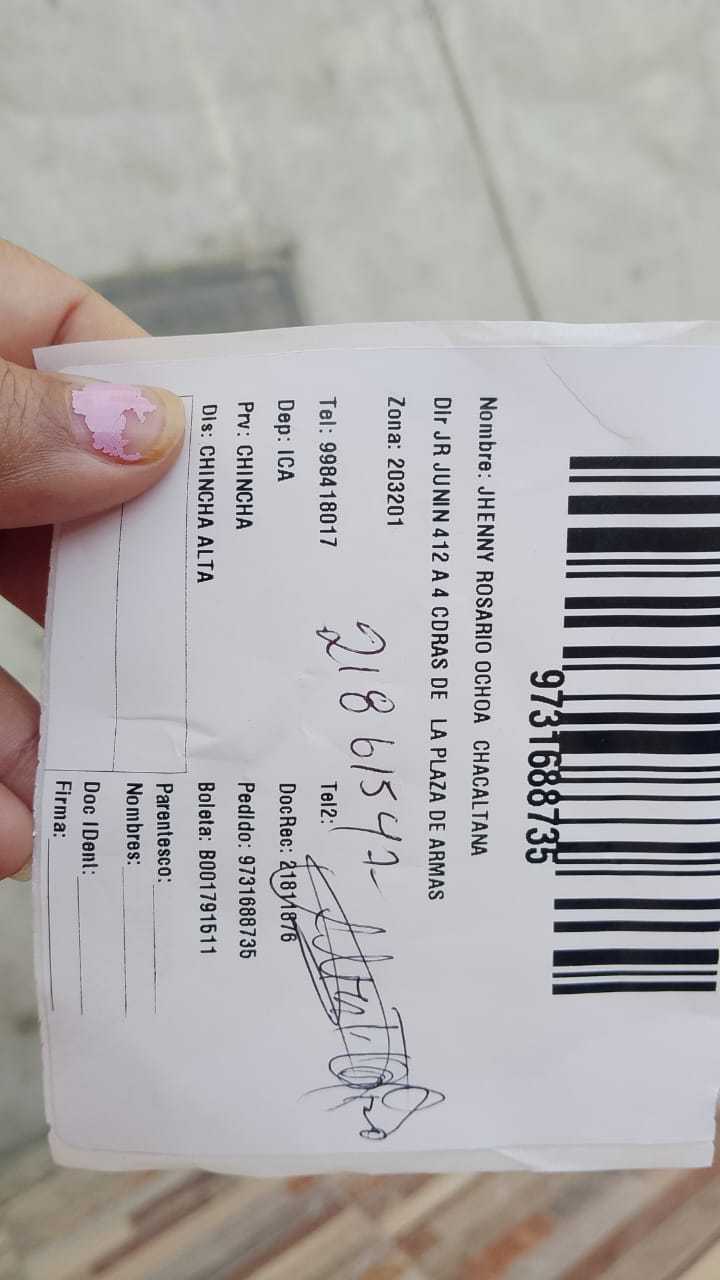 9731688735
Nombre: JHENNY ROSARIO OCHOA CHACALTANA
Dir JR JUNIN 412 A 4 CDRAS DE LA PLAZA DE ARMAS
Zona: 203201
21861547
Tel: 998418017
Tel2:
Dep: ICA
DocRec: 21811876
Prv: CHINCHA
Pedido: 9731688735
Dis: CHINCHA ALTA
Boleta: B001791511
Parentesco:
Nombres:
Doc IDent:
Firma: